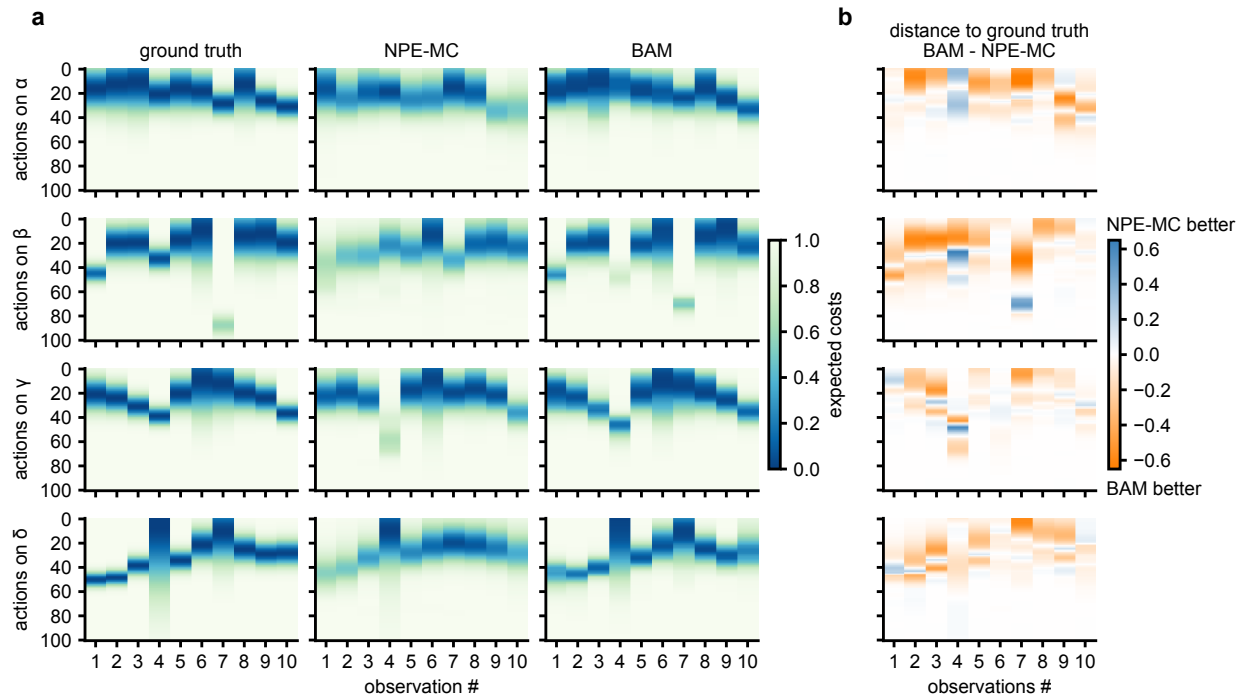 a
b
ground truth
NPE-MC
BAM
distance to ground truth
BAM - NPE-MC
actions on α
0
20
40
60
80
100
actions on β
0
20
40
60
80
100
actions on γ
0
20
40
60
80
100
actions on δ
0
20
40
60
80
100
1 2 3 4 5 6 7 8 9 10
1 2 3 4 5 6 7 8 9 10
1 2 3 4 5 6 7 8 9 10
observation #
1.0
0.8
0.6
0.4
0.2
0.0
expected costs
NPE-MC better
0.6
0.4
0.2
0.0
−0.2
−0.4
−0.6
BAM better
1 2 3 4 5 6 7 8 9 10
observations #